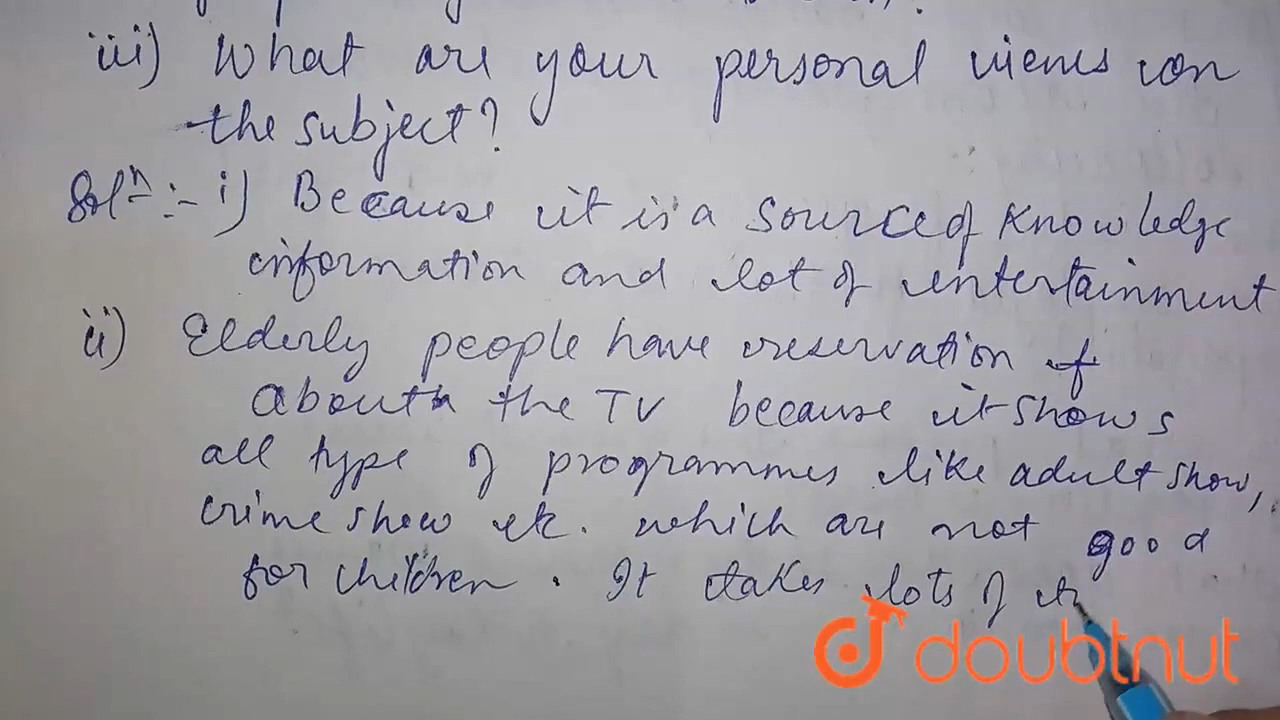 iii) What are your personal views on
the subject?
Solⁿ :- i) Because it is a source of knowledge
information and lot of entertainment
ii) Elderly people have reservation of
about the TV because it shows
all type of programmes like adult show,
crime show etc. which are not good
for children. It takes lots of
doubtnut